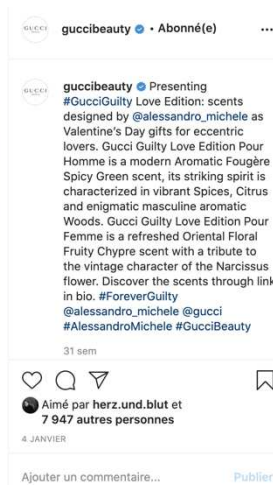 GUCCI
guccibeauty • Abonné(e)
GUCCI
guccibeauty Presenting
#GucciGuilty Love Edition: scents
designed by @alessandro_michele as
Valentine's Day gifts for eccentric
lovers. Gucci Guilty Love Edition Pour
Homme is a modern Aromatic Fougère
Spicy Green scent, its striking spirit is
characterized in vibrant Spices, Citrus
and enigmatic masculine aromatic
Woods. Gucci Guilty Love Edition Pour
Femme is a refreshed Oriental Floral
Fruity Chypre scent with a tribute to
the vintage character of the Narcissus
flower. Discover the scents through link
in bio. #ForeverGuilty
@alessandro_michele @gucci
#AlessandroMichele #GucciBeauty
31 sem
Aimé par herz.und.blut et
7 947 autres personnes
4 JANVIER
Ajouter un commentaire... Publier